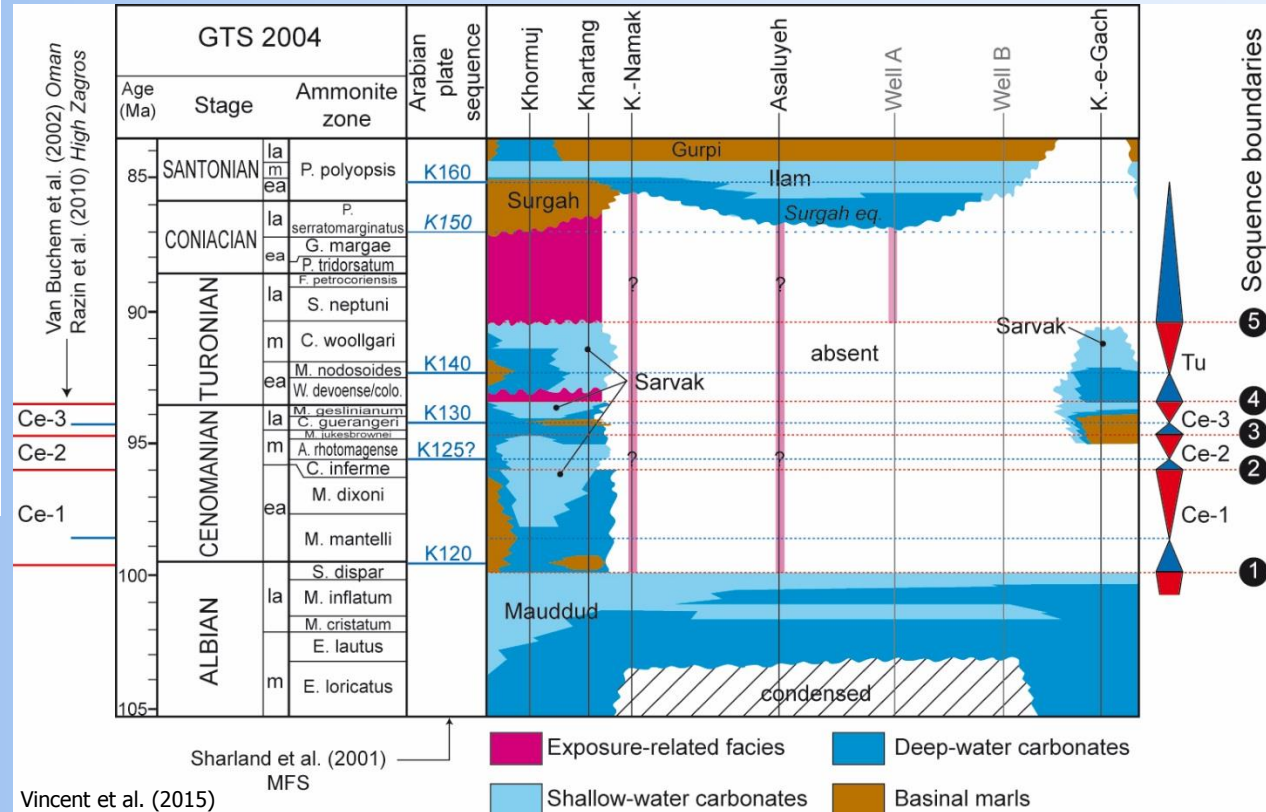 Van Buchem et al. (2002) Oman
Razin et al. (2010) High Zagros
GTS 2004
Age
(Ma)
Stage
Ammonite
zone
Arabian
plate
sequence
Khormuj
Khartang
K.-Namak
Asaluyeh
Well A
Well B
K.-e-Gach
Sequence boundaries
85
90
95
100
105
SANTONIAN
la
m
ea
P. polyopsis
CONIACIAN
la
P.
serratomarginatus
ea
G. margae
P. tridorsatum
TURONIAN
la
F. petrocoriensis
S. neptuni
m
C. woollgari
ea
M. nodosoides
W. devoense/colo.
CENOMANIAN
la
M. geslinianum
C. guerangeri
m
M. jukesbrownei
A. rhotomagense
ea
C. inferme
M. dixoni
M. mantelli
ALBIAN
la
S. dispar
M. inflatum
M. cristatum
m
E. lautus
E. loricatus
K160
K150
K140
K130
K125?
K120
Ce-3
Ce-2
Ce-1
Gurpi
Ilam
Surgah
Surgah eq.
? ?
Sarvak
absent
Sarvak
? ?
Mauddud
condensed
5
Tu
4
Ce-3
3
Ce-2
2
Ce-1
1
Sharland et al. (2001)
MFS
Exposure-related facies
Deep-water carbonates
Shallow-water carbonates
Basinal marls
Vincent et al. (2015)